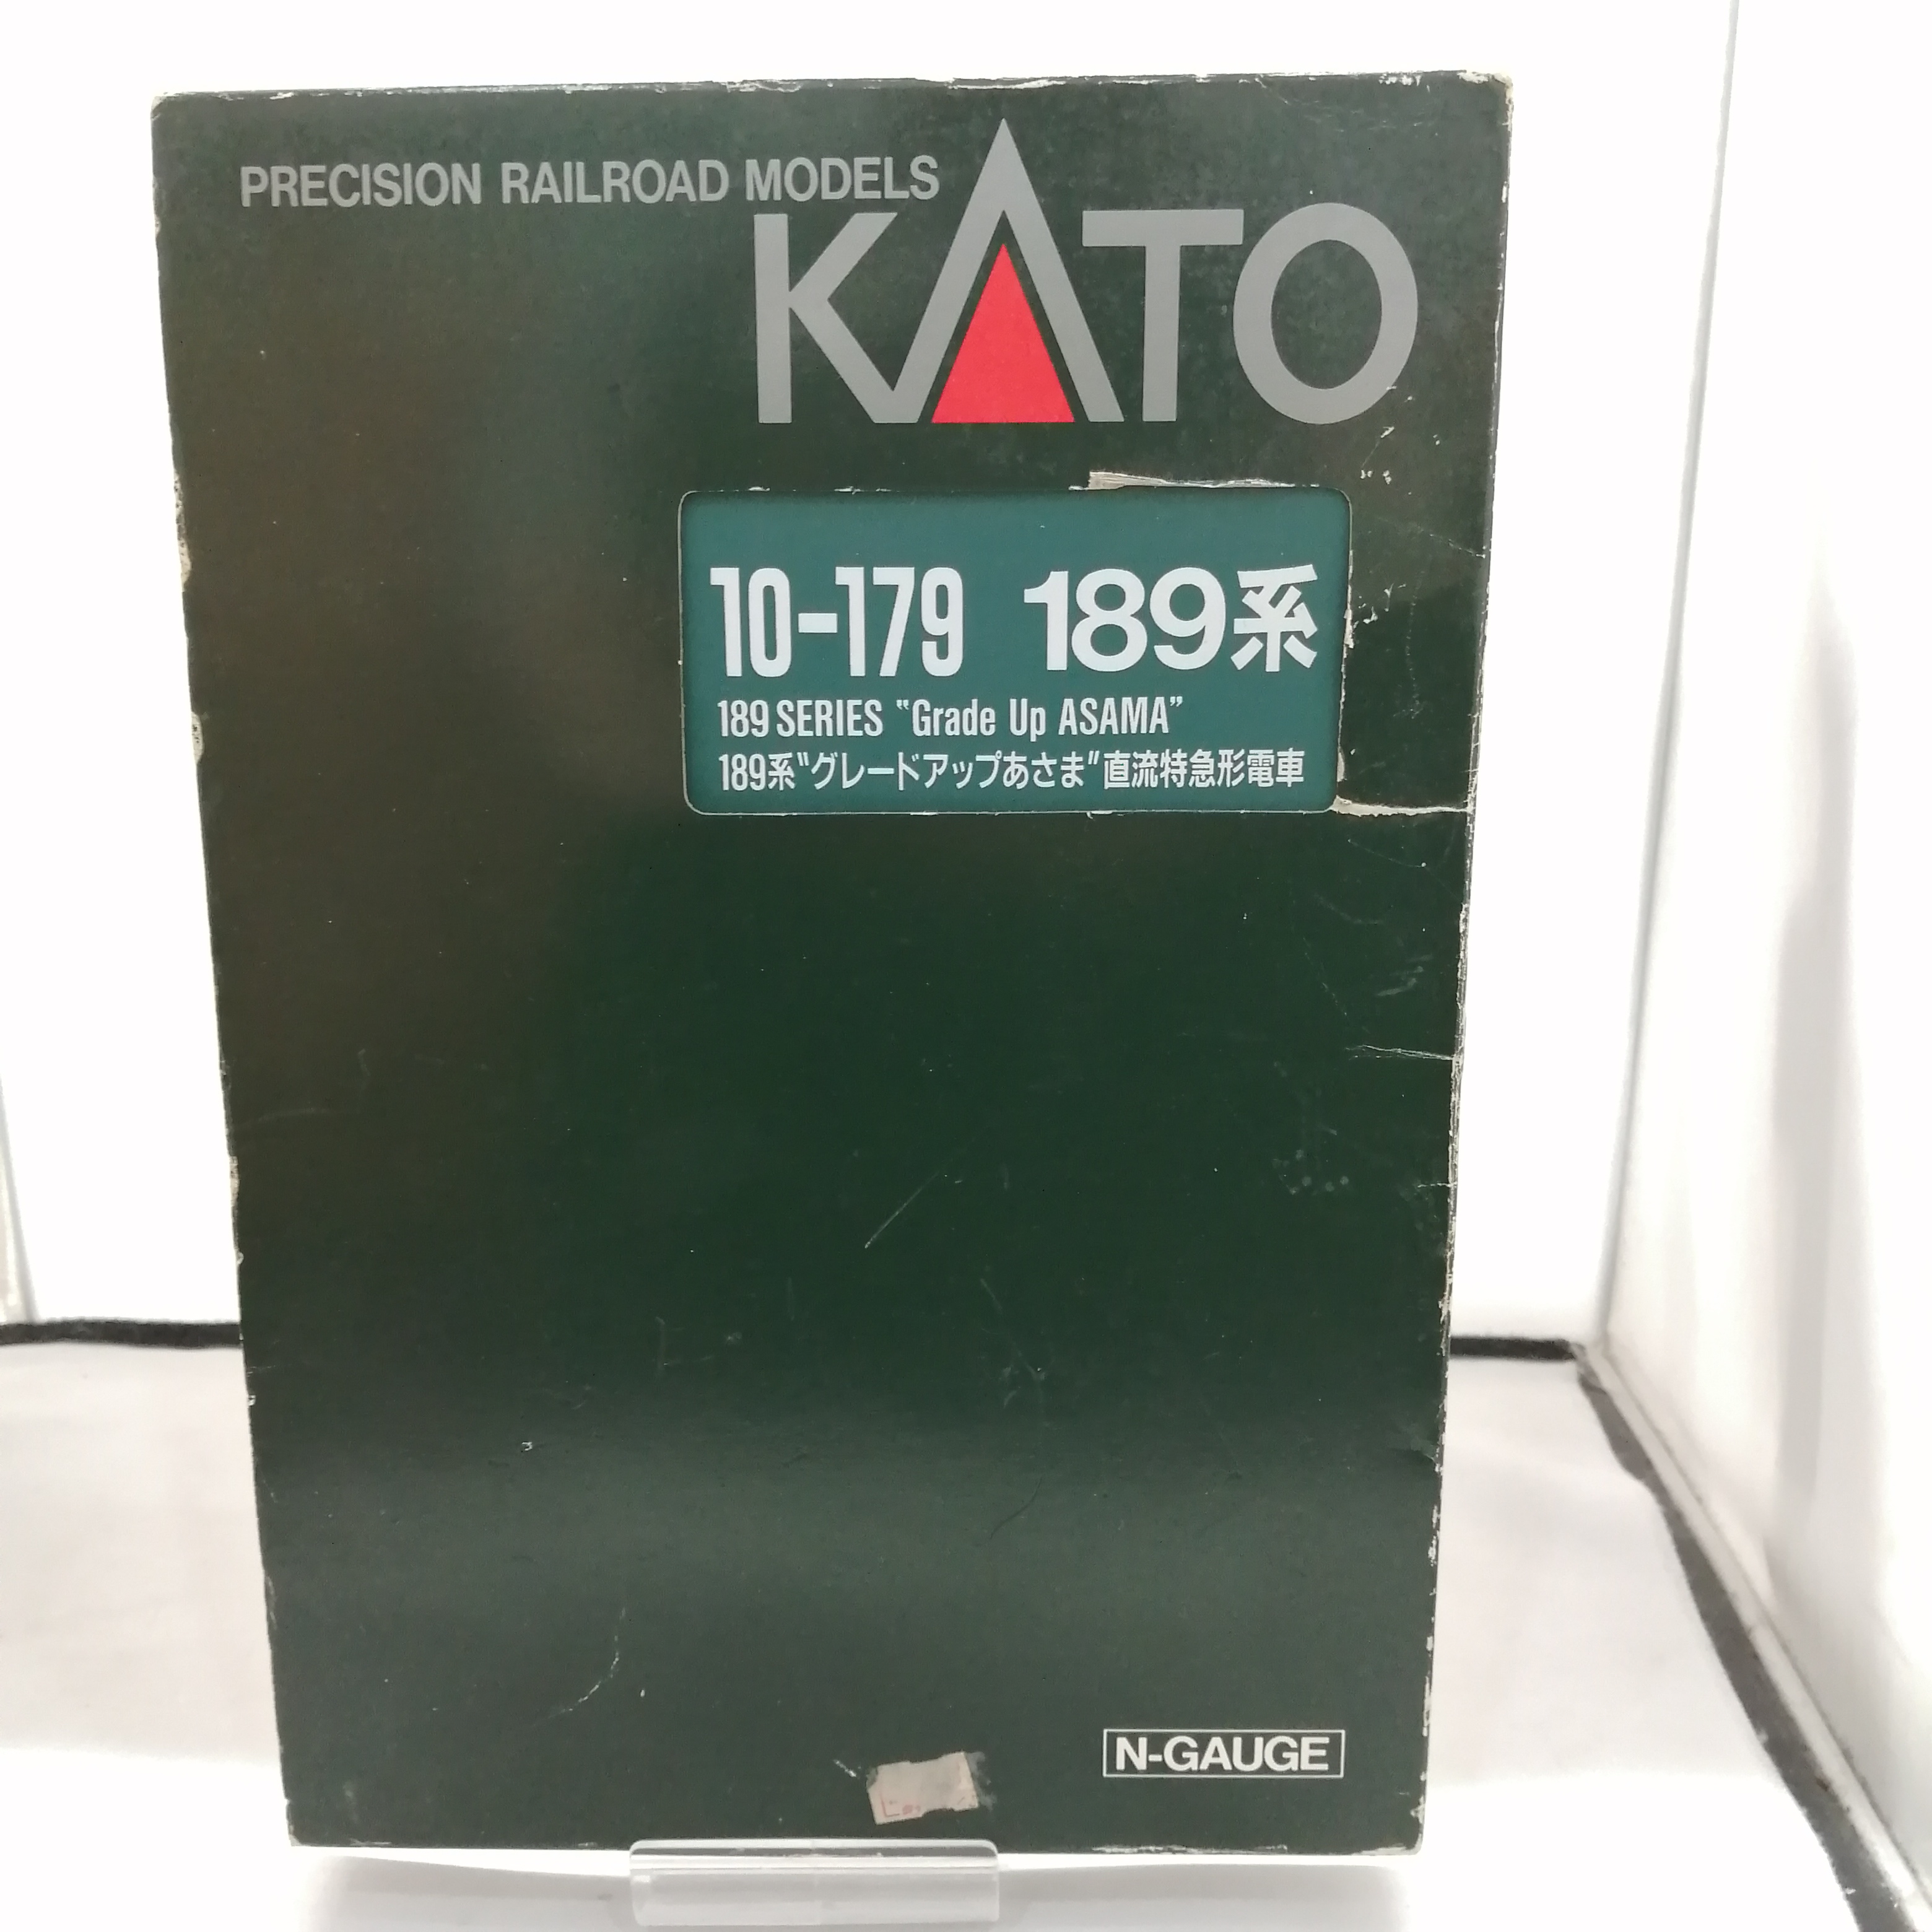 PRECISION RAILROAD MODELS
KATO
10-179 189系
189 SERIES "Grade Up ASAMA"
189系"グレードアップあさま"直流特急形電車
N-GAUGE